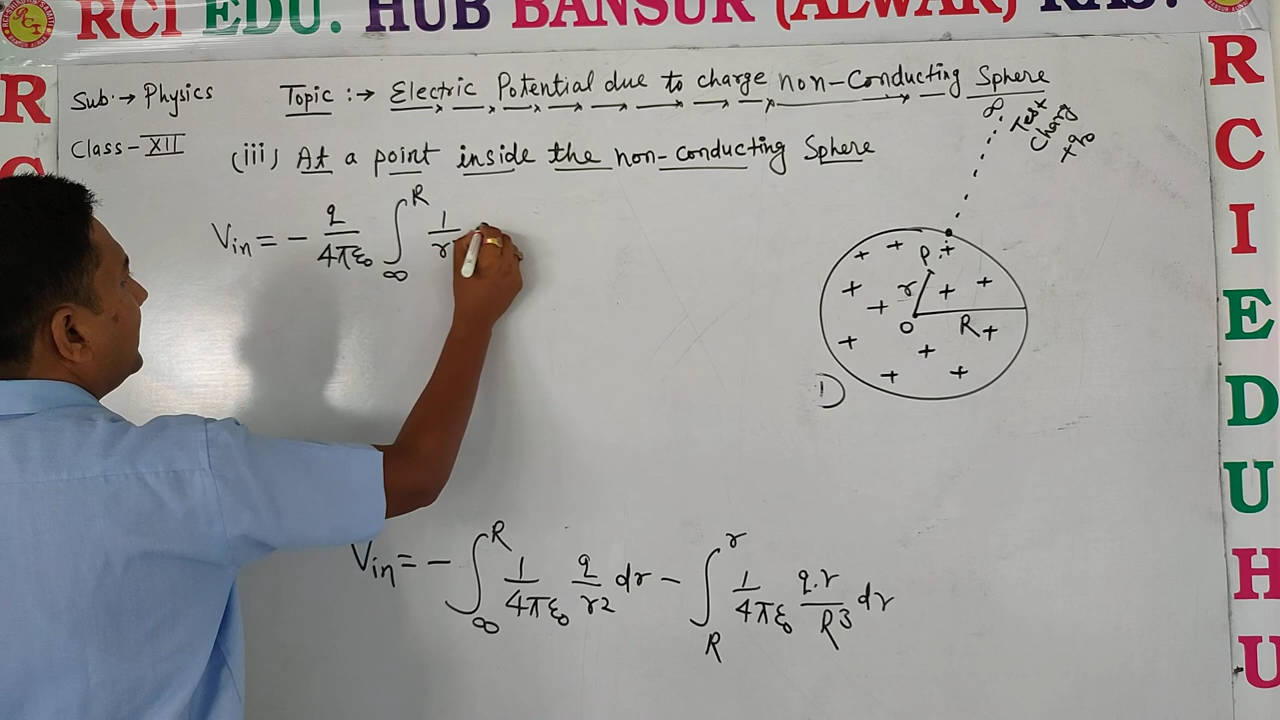 RCI EDU. HUB BANSUR (ALWAR) RAJ.
Sub.→ Physics
Topic :→ Electric Potential due to charge non-Conducting Sphere
Class - XII
(iii) At a point inside the non-conducting Sphere
∞
Test
Charg
+q0
Vin = - q/4πε0 ∫∞^R 1/r
P
r
O
R
D
Vin = - ∫∞^R 1/4πε0 q/r2 dr - ∫R^r 1/4πε0 q.r/R3 dr
R
C
R
C
I
E
D
U
H
U